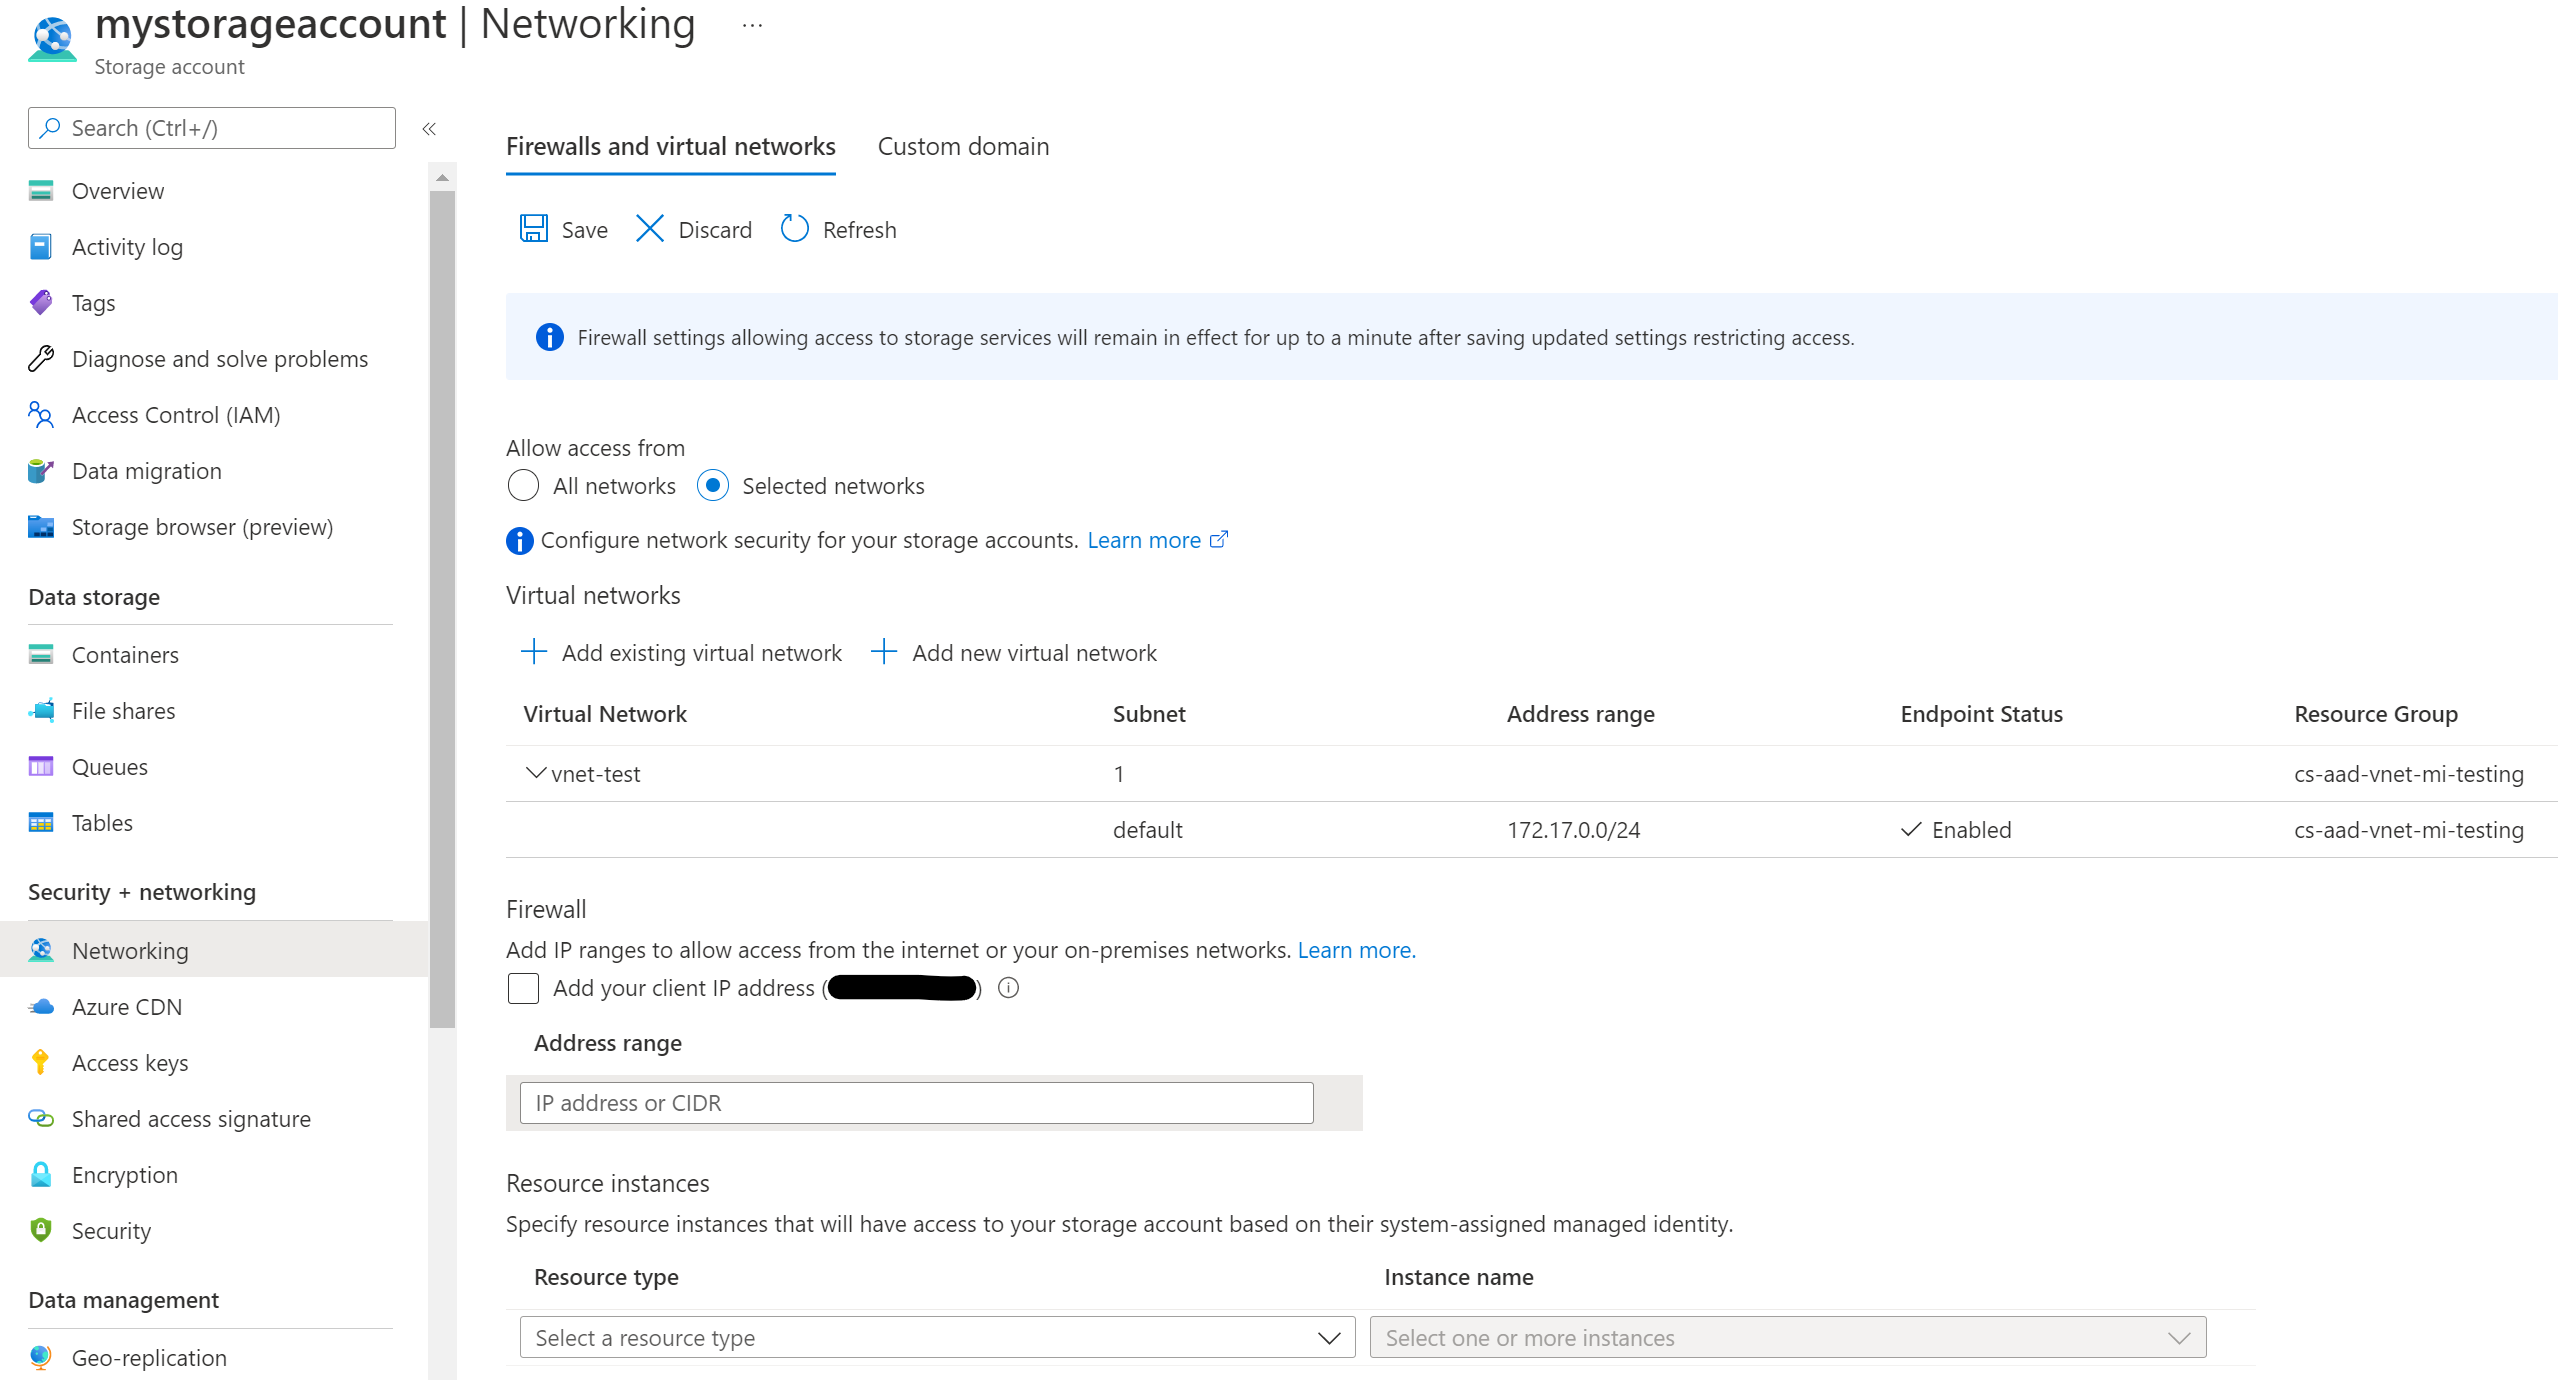 mystorageaccount | Networking ...
Storage account
Search (Ctrl+/)
«
Overview
Activity log
Tags
Diagnose and solve problems
Access Control (IAM)
Data migration
Storage browser (preview)
Data storage
Containers
File shares
Queues
Tables
Security + networking
Networking
Azure CDN
Access keys
Shared access signature
Encryption
Security
Data management
Geo-replication
Firewalls and virtual networks Custom domain
Save Discard Refresh
Firewall settings allowing access to storage services will remain in effect for up to a minute after saving updated settings restricting access.
Allow access from
All networks Selected networks
Configure network security for your storage accounts. Learn more
Virtual networks
Add existing virtual network Add new virtual network
Virtual Network Subnet Address range Endpoint Status Resource Group
vnet-test 1 cs-aad-vnet-mi-testing
default 172.17.0.0/24 Enabled cs-aad-vnet-mi-testing
Firewall
Add IP ranges to allow access from the internet or your on-premises networks. Learn more.
Add your client IP address ( )
Address range
IP address or CIDR
Resource instances
Specify resource instances that will have access to your storage account based on their system-assigned managed identity.
Resource type Instance name
Select a resource type Select one or more instances